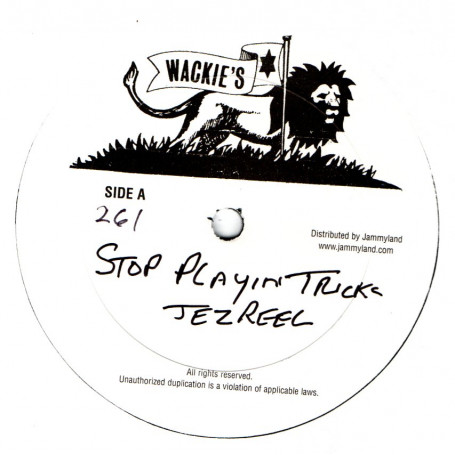 WACKIE'S
SIDE A
261
Distributed by Jammyland
www.jammyland.com
STOP PLAYIN TRICKS
JEZREEL
All rights reserved.
Unauthorized duplication is a violation of applicable laws.